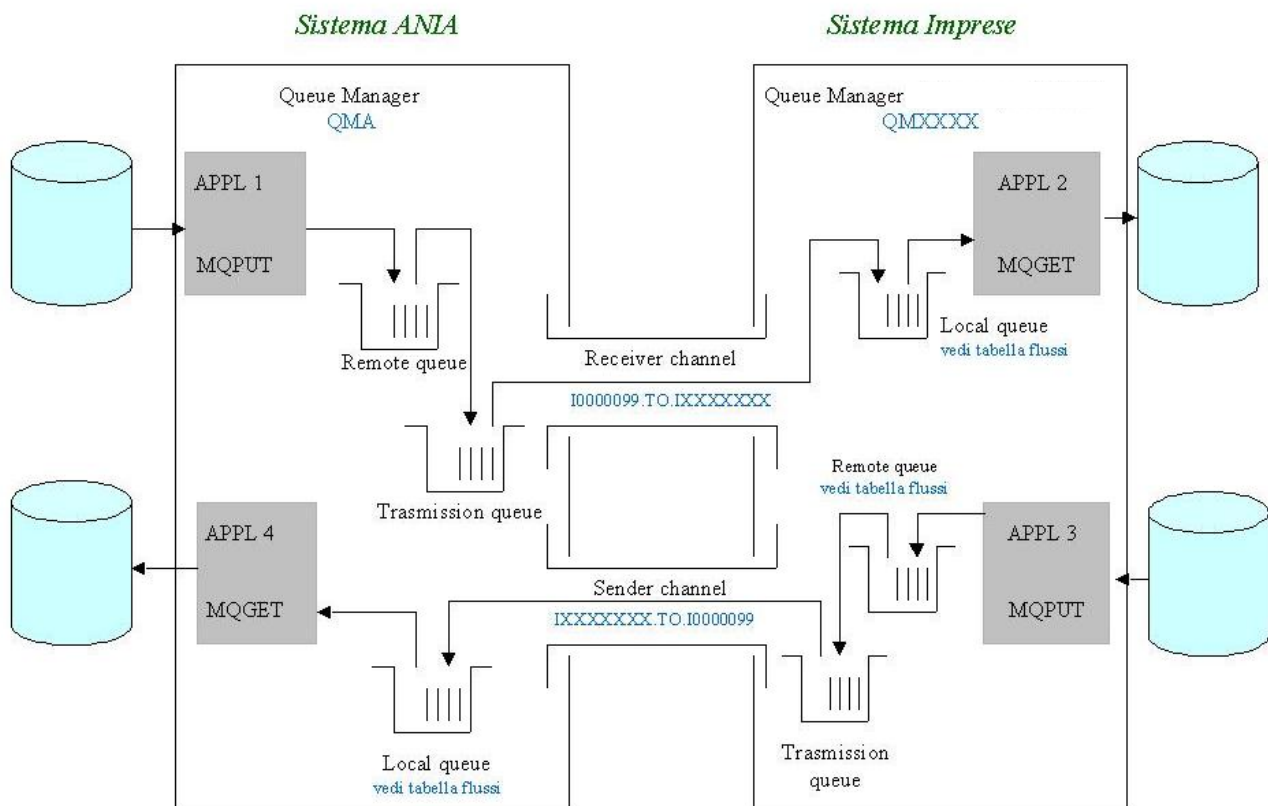 Sistema ANIA
Sistema Imprese
Queue Manager
QMA
Queue Manager
QMXXXX
APPL 1
MQPUT
APPL 2
MQGET
Remote queue
Receiver channel
Local queue
vedi tabella flussi
I0000099.TO.IXXXXXXX
Trasmission queue
Remote queue
vedi tabella flussi
APPL 4
MQGET
APPL 3
MQPUT
Sender channel
IXXXXXXX.TO.I0000099
Local queue
vedi tabella flussi
Trasmission
queue